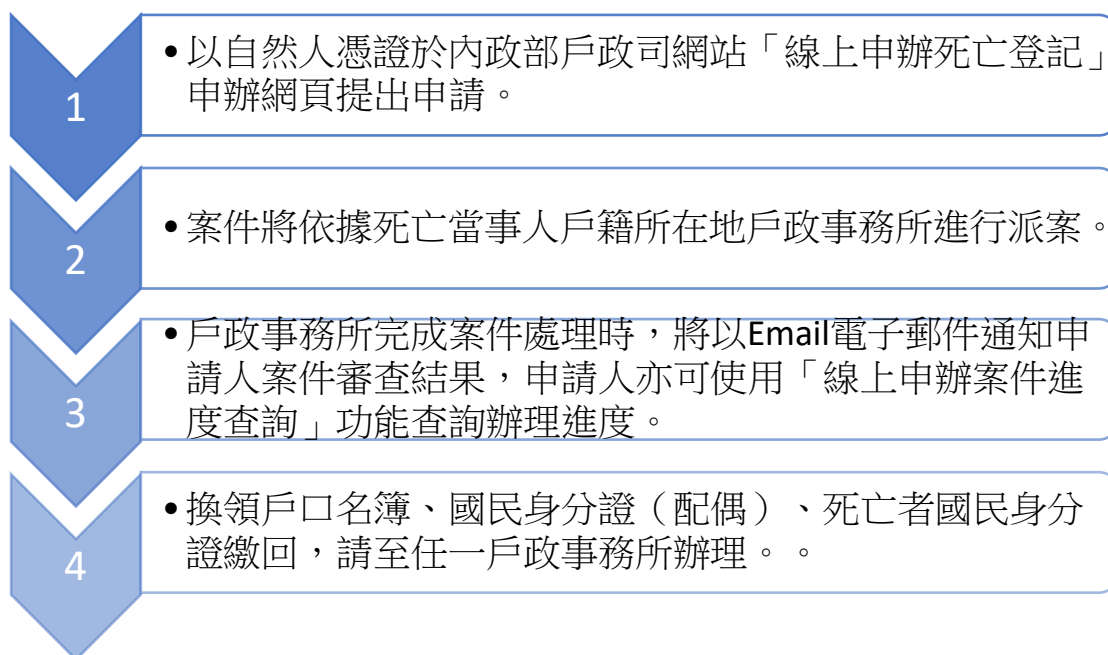 1
•以自然人憑證於內政部戶政司網站「線上申辦死亡登記」
申辦網頁提出申請。
2
•案件將依據死亡當事人戶籍所在地戶政事務所進行派案。
3
•戶政事務所完成案件處理時，將以Email電子郵件通知申
請人案件審查結果，申請人亦可使用「線上申辦案件進
度查詢」功能查詢辦理進度。
4
•換領戶口名簿、國民身分證（配偶）、死亡者國民身分
證繳回，請至任一戶政事務所辦理。。